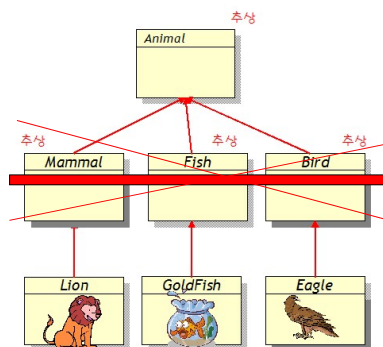 추상
Animal
추상 추상 추상
Mammal Fish Bird
Lion GoldFish Eagle